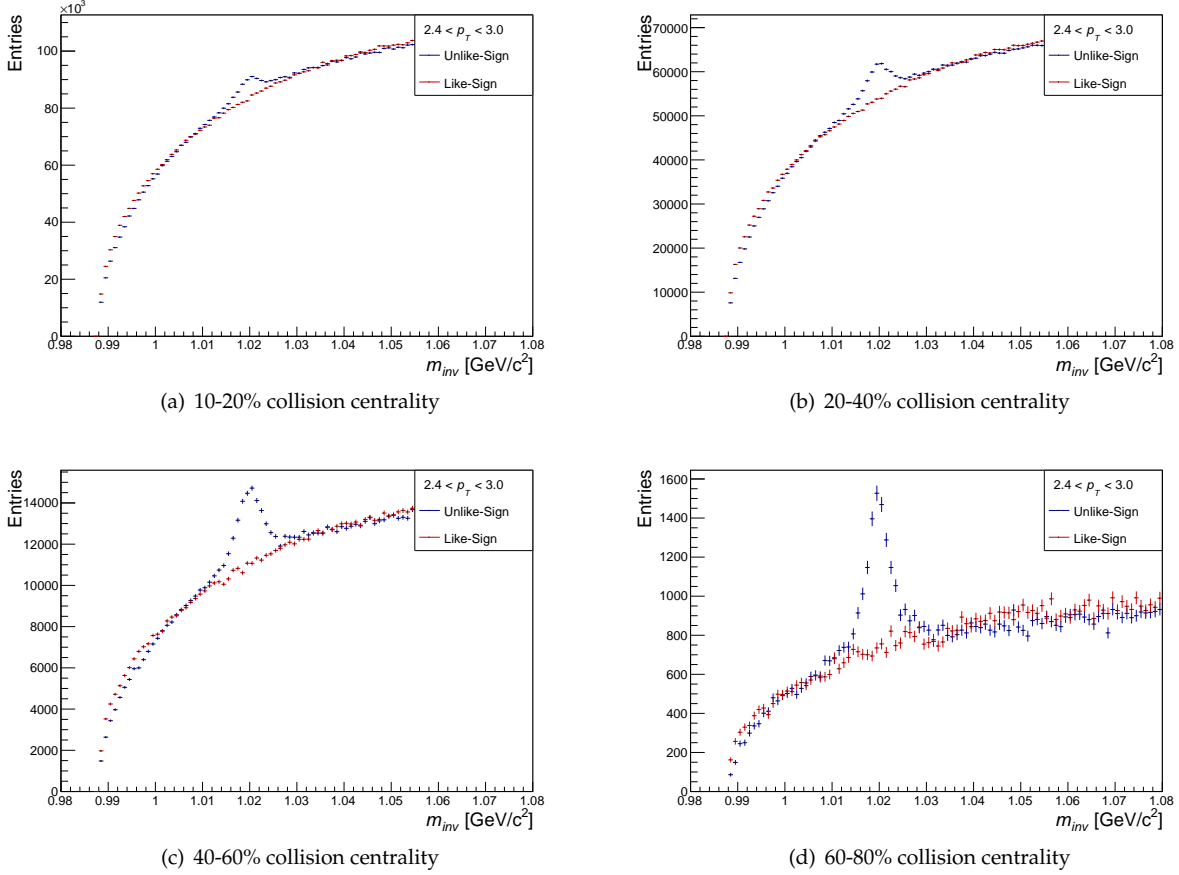 ×10³
Entries
100
80
60
40
20
0
0.98 0.99 1 1.01 1.02 1.03 1.04 1.05 1.06 1.07 1.08
m_inv [GeV/c²]
2.4 < p_T < 3.0
Unlike-Sign
Like-Sign
(a) 10-20% collision centrality
Entries
70000
60000
50000
40000
30000
20000
10000
0
0.98 0.99 1 1.01 1.02 1.03 1.04 1.05 1.06 1.07 1.08
m_inv [GeV/c²]
2.4 < p_T < 3.0
Unlike-Sign
Like-Sign
(b) 20-40% collision centrality
Entries
14000
12000
10000
8000
6000
4000
2000
0
0.98 0.99 1 1.01 1.02 1.03 1.04 1.05 1.06 1.07 1.08
m_inv [GeV/c²]
2.4 < p_T < 3.0
Unlike-Sign
Like-Sign
(c) 40-60% collision centrality
Entries
1600
1400
1200
1000
800
600
400
200
0
0.98 0.99 1 1.01 1.02 1.03 1.04 1.05 1.06 1.07 1.08
m_inv [GeV/c²]
2.4 < p_T < 3.0
Unlike-Sign
Like-Sign
(d) 60-80% collision centrality